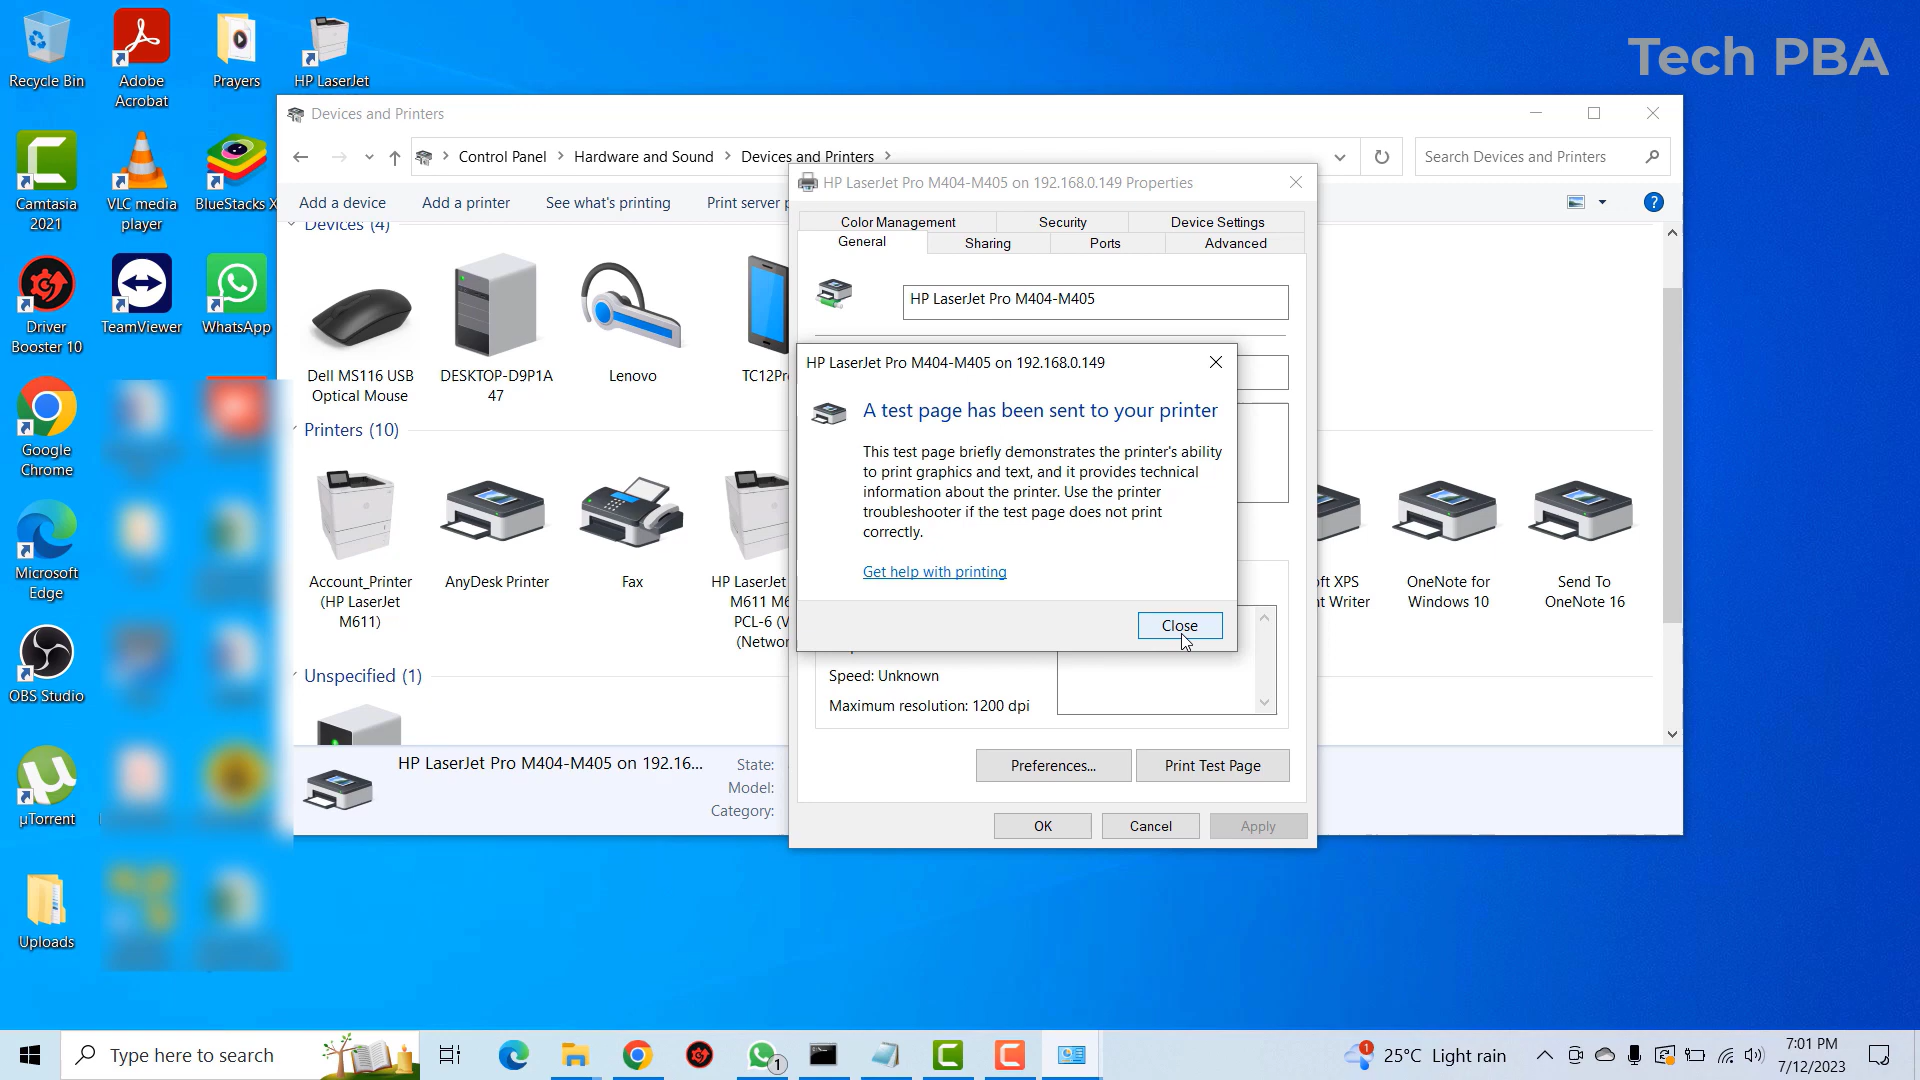 Recycle Bin
Adobe
Acrobat
Prayers
HP LaserJet
Tech PBA
Devices and Printers
Control Panel
Hardware and Sound
Devices and Printers
Search Devices and Printers
Add a device
Add a printer
See what's printing
Print server p
Devices (4)
Camtasia
2021
VLC media
player
BlueStacks X
Driver
Booster 10
TeamViewer
WhatsApp
Google
Chrome
Microsoft
Edge
OBS Studio
µTorrent
Uploads
Dell MS116 USB
Optical Mouse
DESKTOP-D9P1A
47
Lenovo
TC12Pr
Printers (10)
Account_Printer
(HP LaserJet
M611)
AnyDesk Printer
Fax
HP LaserJet
M611 M6
PCL-6 (V
(Networ
ft XPS
t Writer
OneNote for
Windows 10
Send To
OneNote 16
Unspecified (1)
HP LaserJet Pro M404-M405 on 192.16...
State:
Model:
Category:
HP LaserJet Pro M404-M405 on 192.168.0.149 Properties
Color Management
Security
Device Settings
General
Sharing
Ports
Advanced
HP LaserJet Pro M404-M405
HP LaserJet Pro M404-M405 on 192.168.0.149
A test page has been sent to your printer
This test page briefly demonstrates the printer's ability
to print graphics and text, and it provides technical
information about the printer. Use the printer
troubleshooter if the test page does not print
correctly.
Get help with printing
Close
Speed: Unknown
Maximum resolution: 1200 dpi
Preferences...
Print Test Page
OK
Cancel
Apply
Type here to search
1
1
25°C Light rain
7:01 PM
7/12/2023